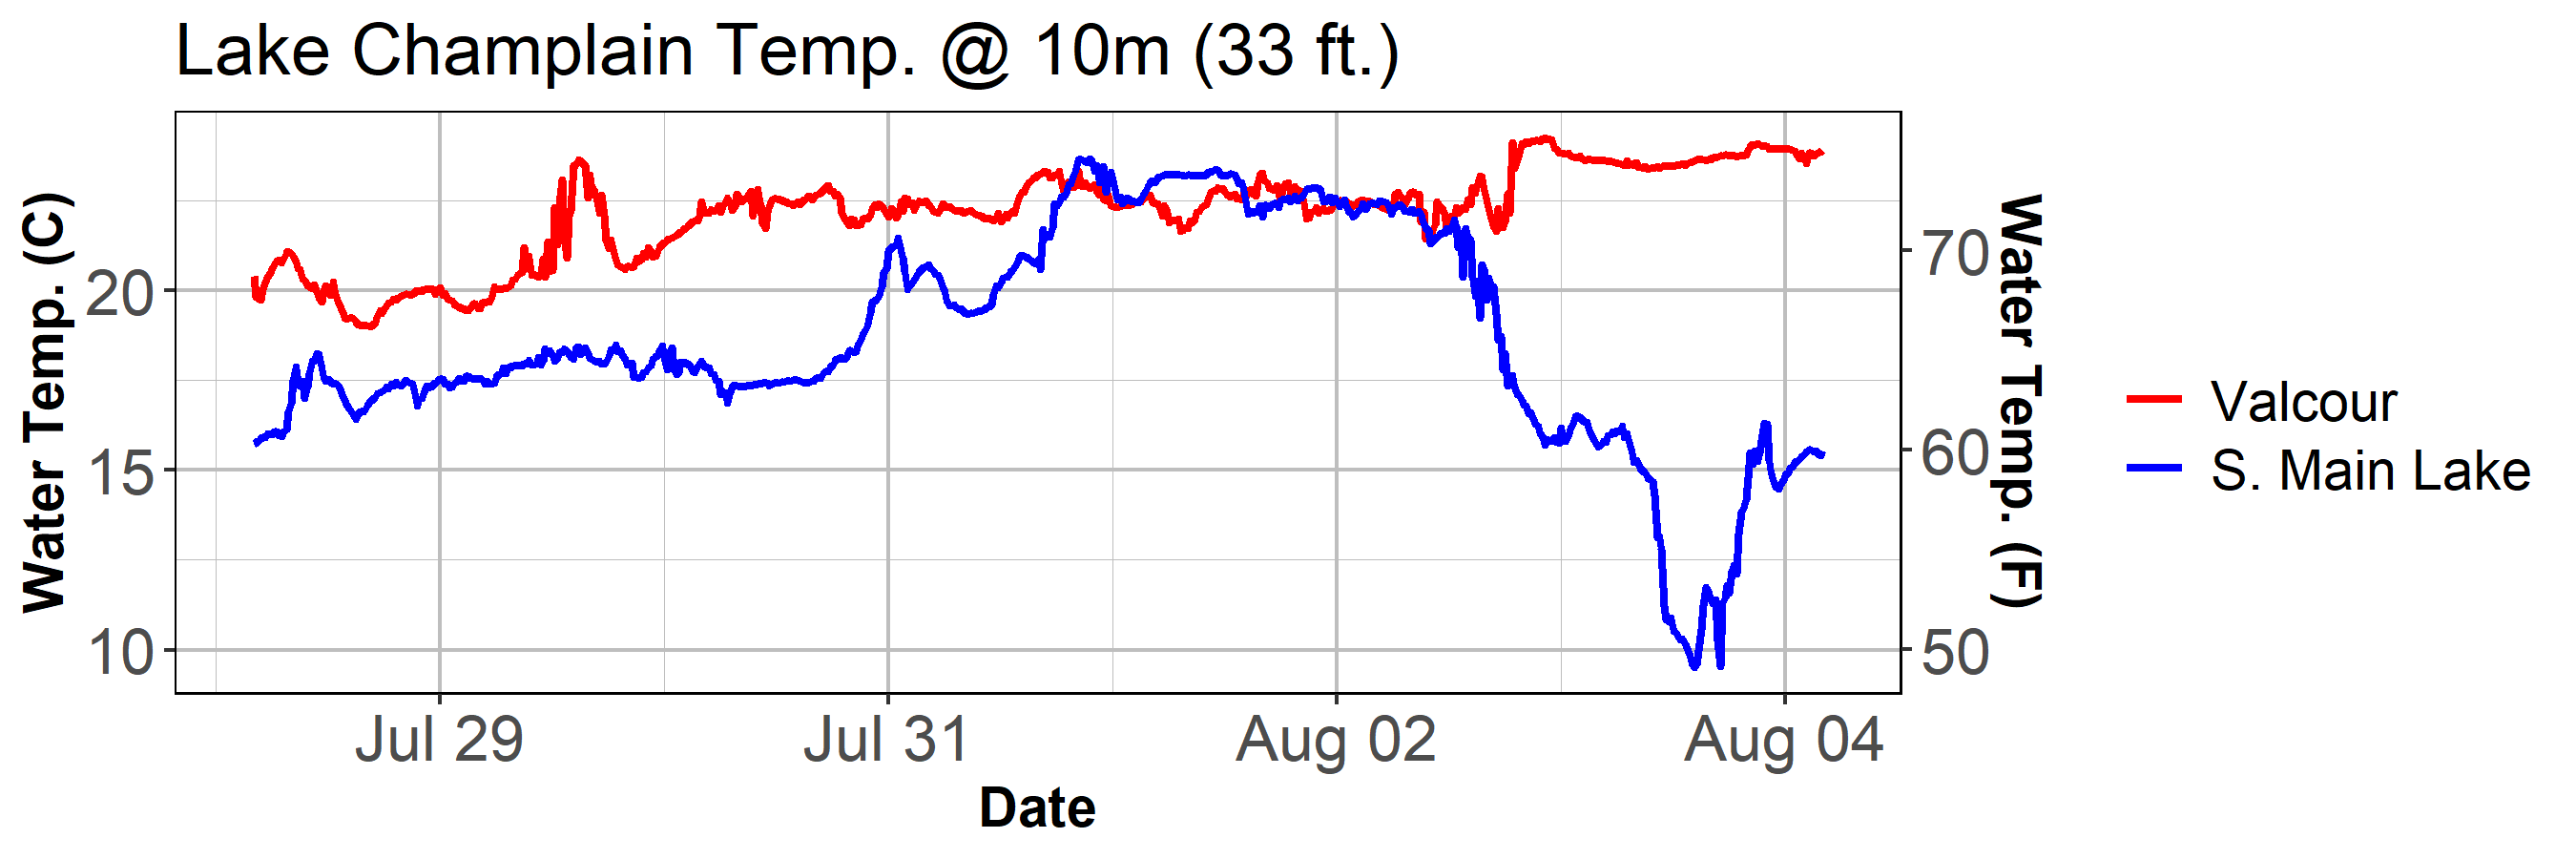 Lake Champlain Temp. @ 10m (33 ft.)
Water Temp. (C)
20
15
10
70
60
50
Water Temp. (F)
Jul 29
Jul 31
Aug 02
Aug 04
Date
Valcour
S. Main Lake